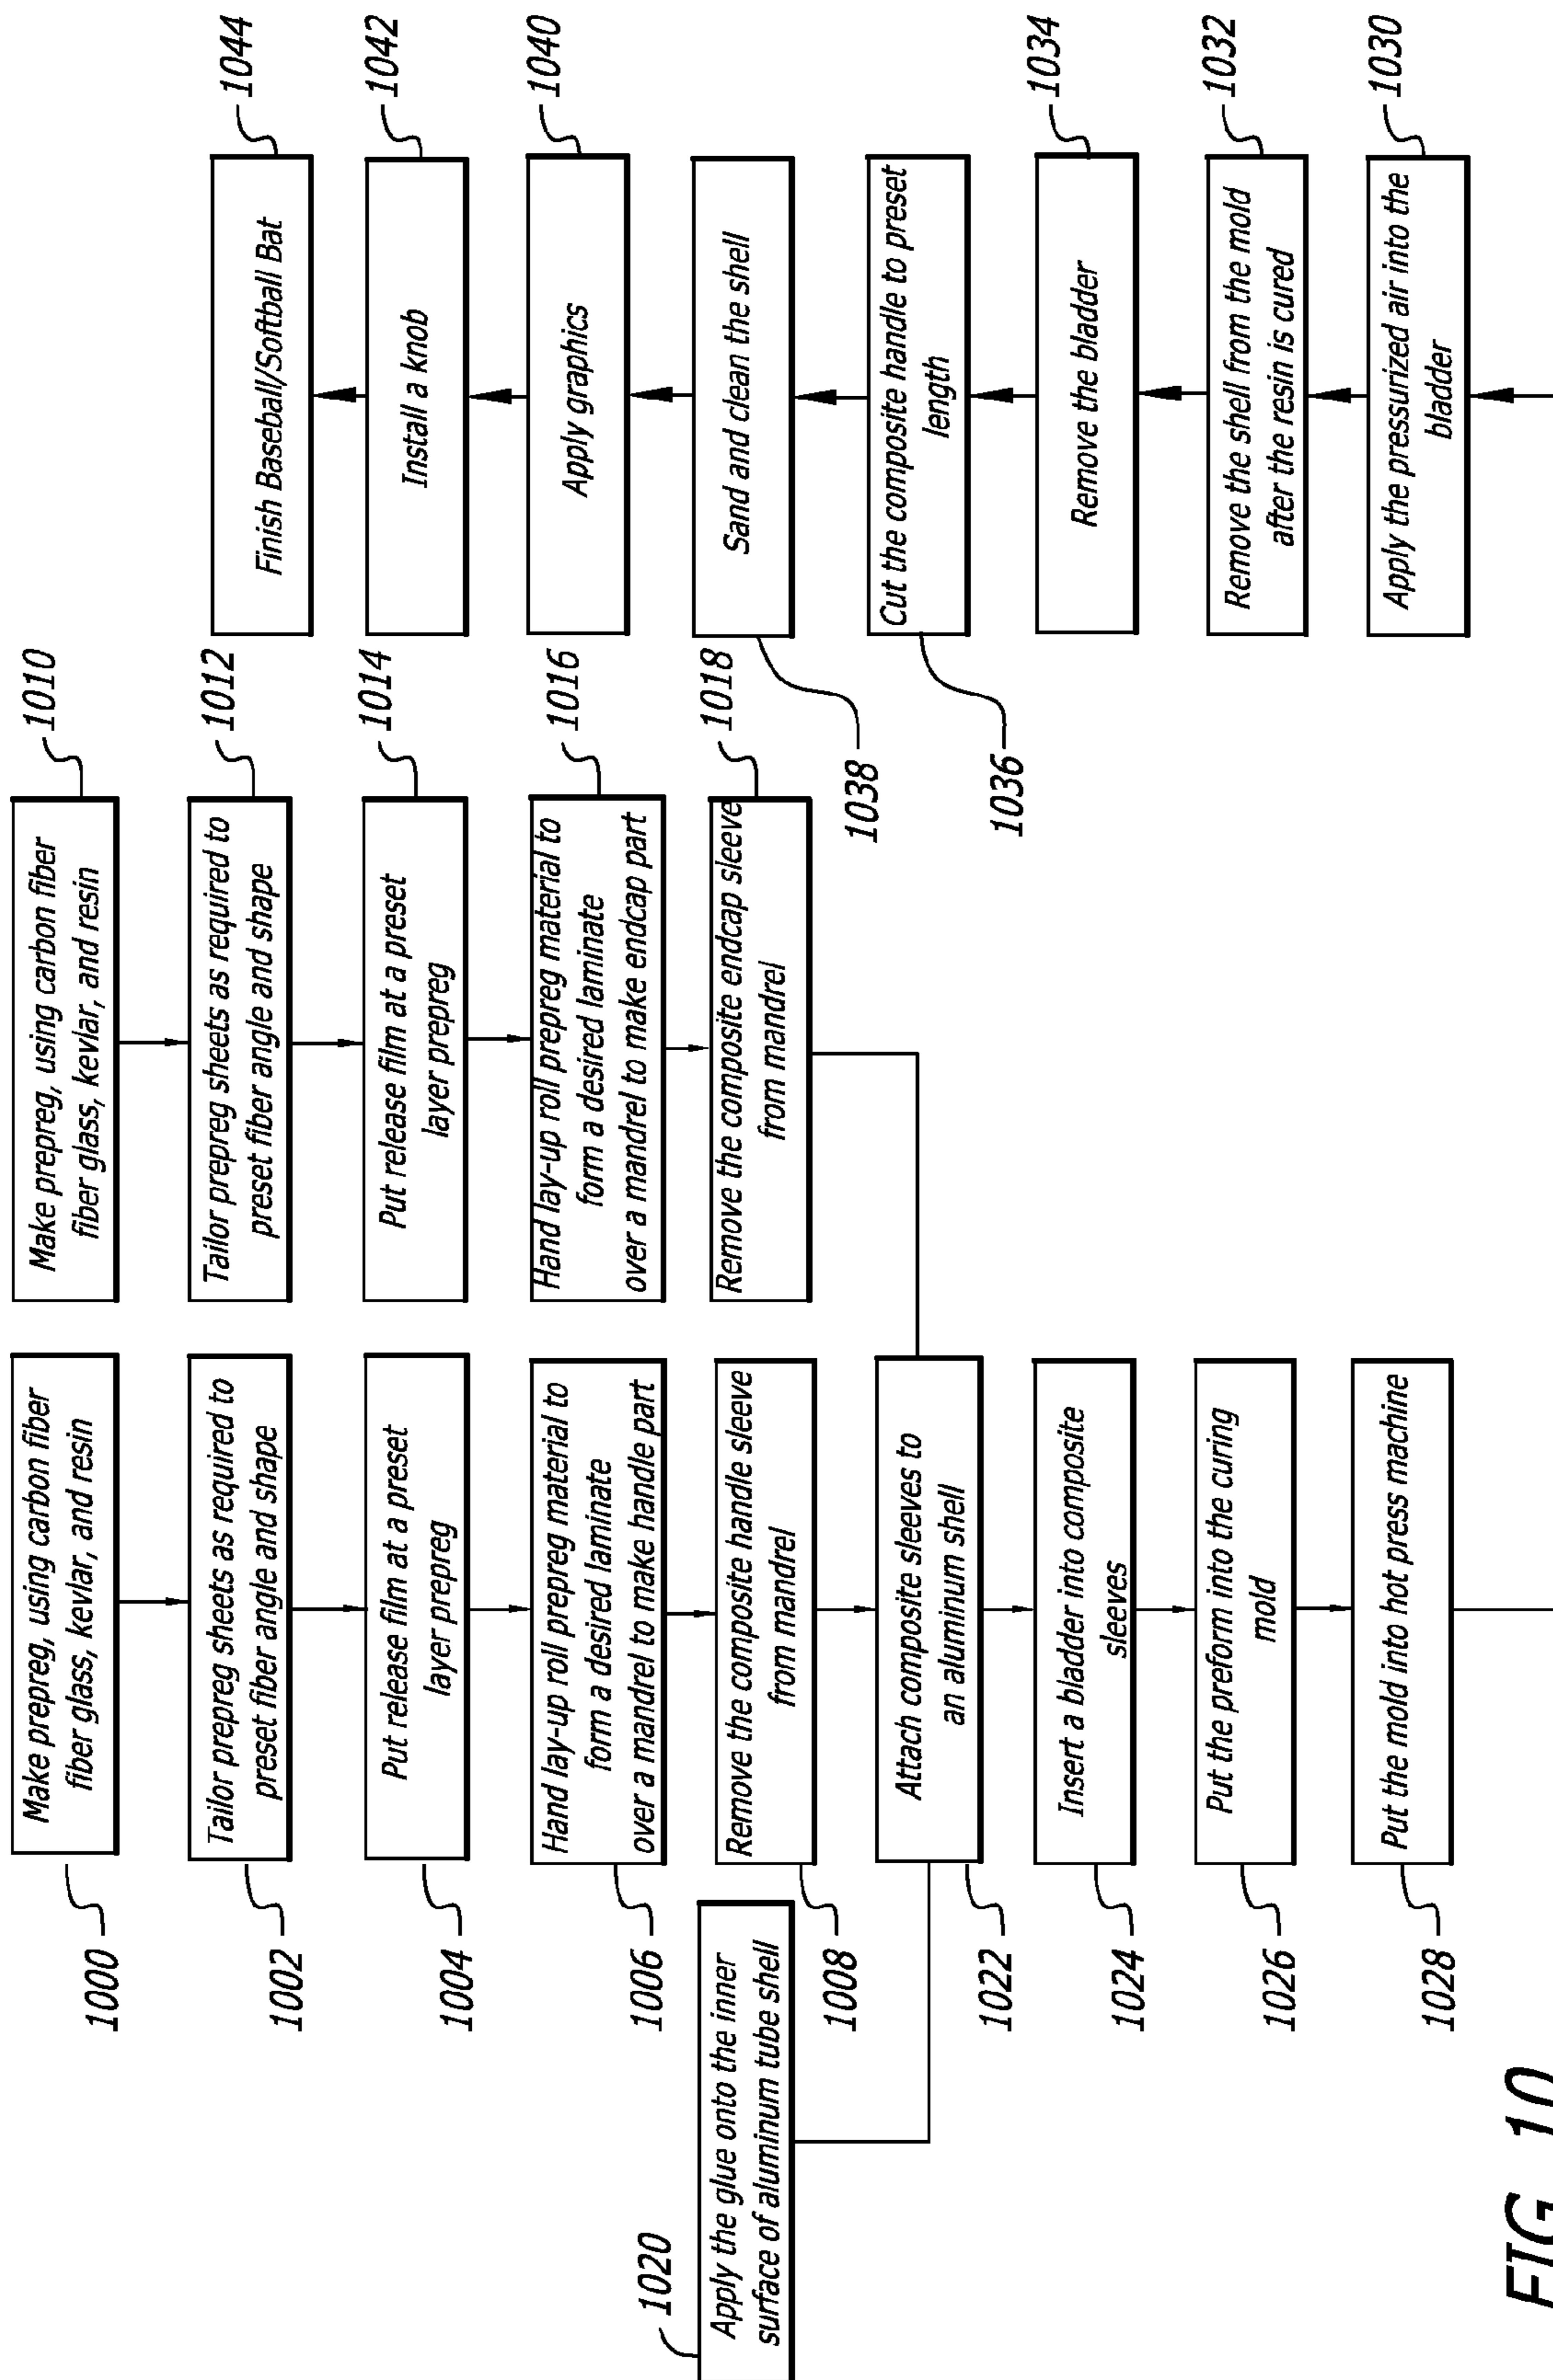 1000
Make prepreg, using carbon fiber
fiber glass, kevlar, and resin
1002
Tailor prepreg sheets as required to
preset fiber angle and shape
1004
Put release film at a preset
layer prepreg
1006
Hand lay-up roll prepreg material to
form a desired laminate
over a mandrel to make handle part
1008
Remove the composite handle sleeve
from mandrel
1010
Make prepreg, using carbon fiber
fiber glass, kevlar, and resin
1012
Tailor prepreg sheets as required to
preset fiber angle and shape
1014
Put release film at a preset
layer prepreg
1016
Hand lay-up roll prepreg material to
form a desired laminate
over a mandrel to make endcap part
1018
Remove the composite endcap sleeve
from mandrel
1020
Apply the glue onto the inner
surface of aluminum tube shell
1022
Attach composite sleeves to
an aluminum shell
1024
Insert a bladder into composite
sleeves
1026
Put the preform into the curing
mold
1028
Put the mold into hot press machine
1030
Apply the pressurized air into the
bladder
1032
Remove the shell from the mold
after the resin is cured
1034
Remove the bladder
1036
Cut the composite handle to preset
length
1038
Sand and clean the shell
1040
Apply graphics
1042
Install a knob
1044
Finish Baseball/Softball Bat
FIG. 10